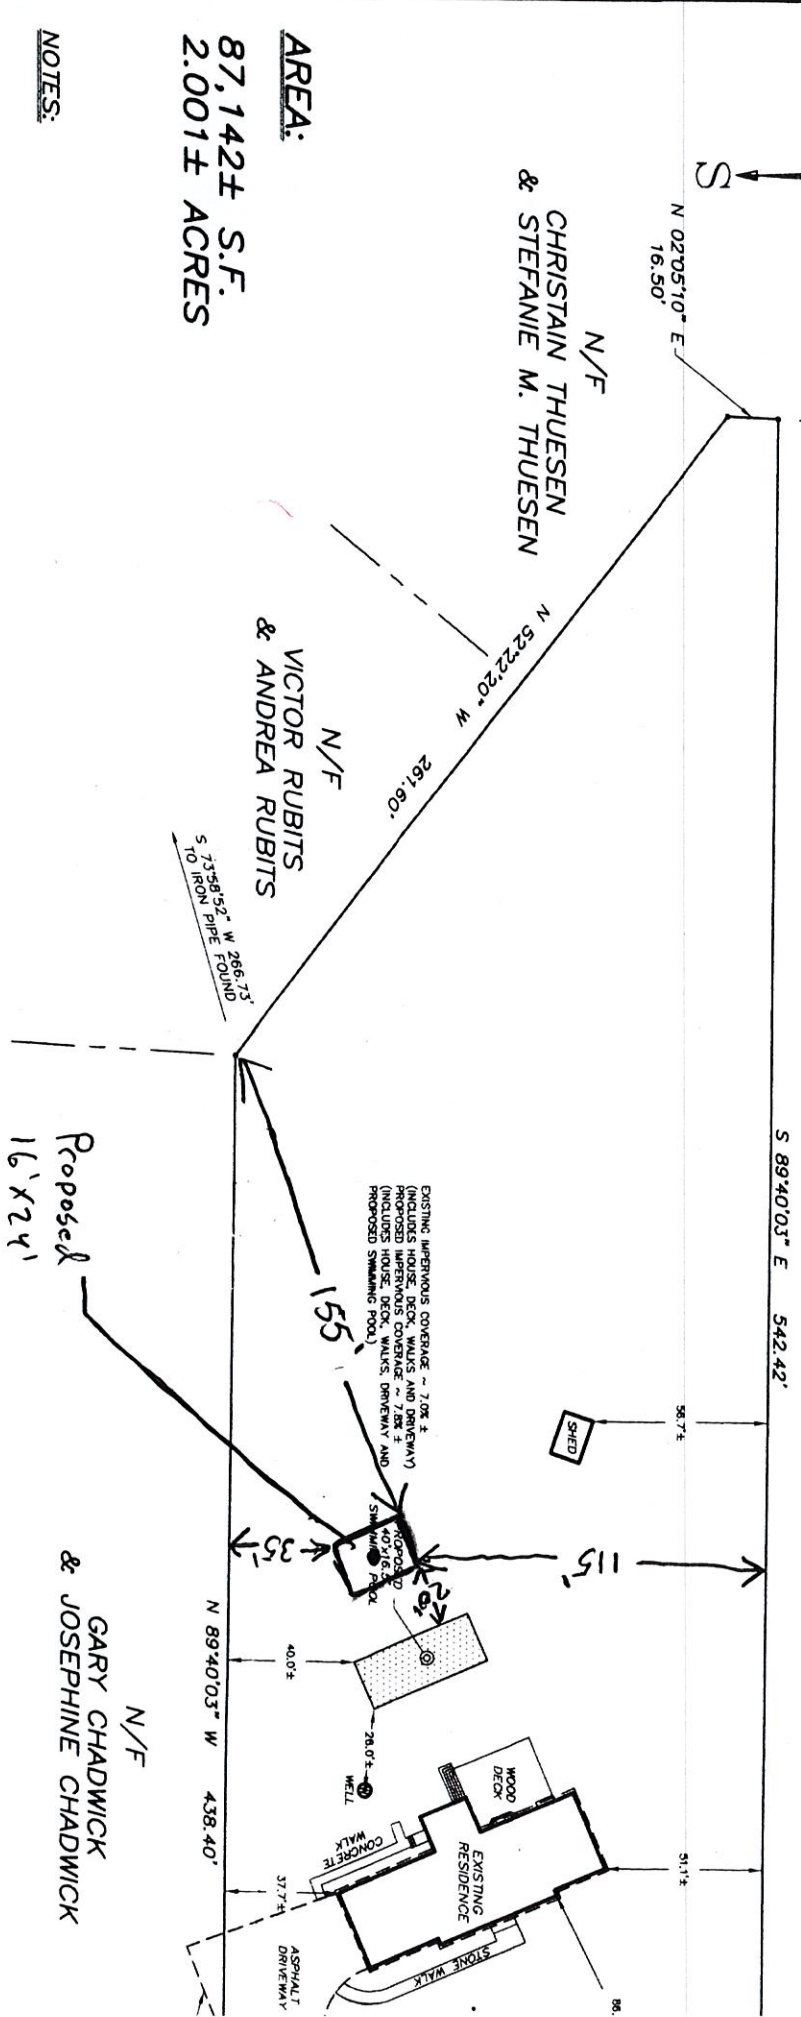 S
N 02°05'10" E
16.50'
N/F
CHRISTAIN THUESEN
& STEFANIE M. THUESEN
AREA:
87,142± S.F.
2.001± ACRES
NOTES:
N 52°22'20" W 261.60'
N/F
VICTOR RUBITS
& ANDREA RUBITS
S 73°58'52" W 266.73'
TO IRON PIPE FOUND
S 89°40'03" E 542.42'
58.7'±
SHED
EXISTING IMPERVIOUS COVERAGE ~ 7.0% ±
(INCLUDES HOUSE, DECK, WALKS AND DRIVEWAY)
PROPOSED IMPERVIOUS COVERAGE ~ 7.8% ±
(INCLUDES HOUSE, DECK, WALKS, DRIVEWAY AND
PROPOSED SWIMMING POOL)
155'
Proposed
16'x24'
115'
35'
20'
PROPOSED
40'x16.5'
SWIMMING POOL
40.0'±
28.0'±
WELL
N 89°40'03" W 438.40'
N/F
GARY CHADWICK
& JOSEPHINE CHADWICK
WOOD
DECK
EXISTING
RESIDENCE
51.1'±
CONCRETE
WALK
37.7'±
STONE WALK
ASPHALT
DRIVEWAY
86.